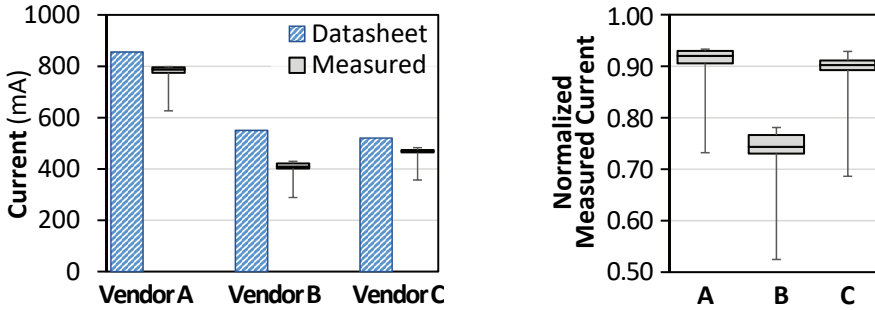 1000
800
600
400
200
0
Current (mA)
Datasheet
Measured
Vendor A
Vendor B
Vendor C
1.00
0.90
0.80
0.70
0.60
0.50
Normalized
Measured Current
A
B
C